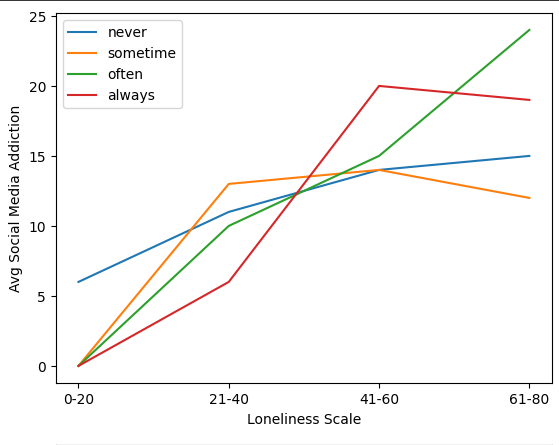 never
sometime
often
always
25
20
15
10
5
0
Avg Social Media Addiction
0-20 21-40 41-60 61-80
Loneliness Scale